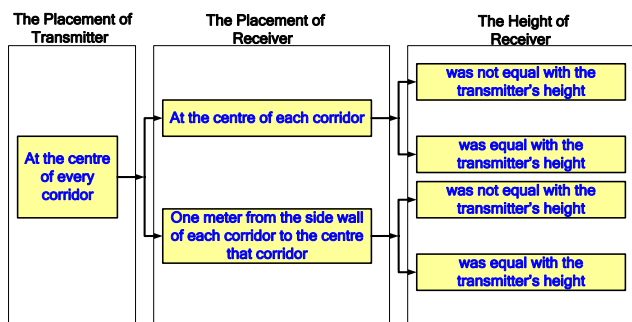 The Placement of
Transmitter
The Placement of
Receiver
The Height of
Receiver
At the centre
of every
corridor
At the centre of each corridor
One meter from the side wall
of each corridor to the centre
that corridor
was not equal with the
transmitter's height
was equal with the
transmitter's height
was not equal with the
transmitter's height
was equal with the
transmitter's height